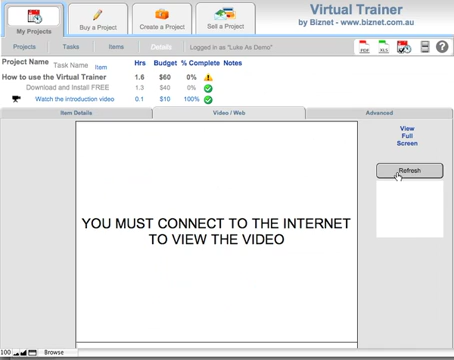 Virtual Trainer
by Biznet - www.biznet.com.au
My Projects
Buy a Project
Create a Project
Sell a Project
Projects
Tasks
Items
Details
Logged in as "Luke As Demo"
PDF
XLS
?
Project Name Task Name Item Hrs Budget % Complete Notes
How to use the Virtual Trainer 1.6 $60 0%
Download and Install FREE 1.3 $40 0%
Watch the introduction video 0.1 $10 100%
Item Details
Video / Web
Advanced
View
Full
Screen
Refresh
YOU MUST CONNECT TO THE INTERNET
TO VIEW THE VIDEO
100 Browse